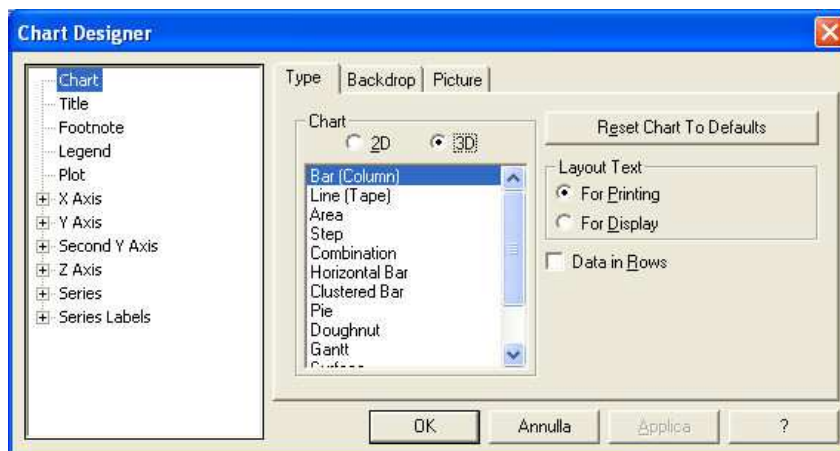 Chart Designer
Chart
Title
Footnote
Legend
Plot
X Axis
Y Axis
Second Y Axis
Z Axis
Series
Series Labels
Type Backdrop Picture
Chart
2D 3D
Bar (Column)
Line (Tape)
Area
Step
Combination
Horizontal Bar
Clustered Bar
Pie
Doughnut
Gantt
Reset Chart To Defaults
Layout Text
For Printing
For Display
Data in Rows
OK Annulla Applica ?